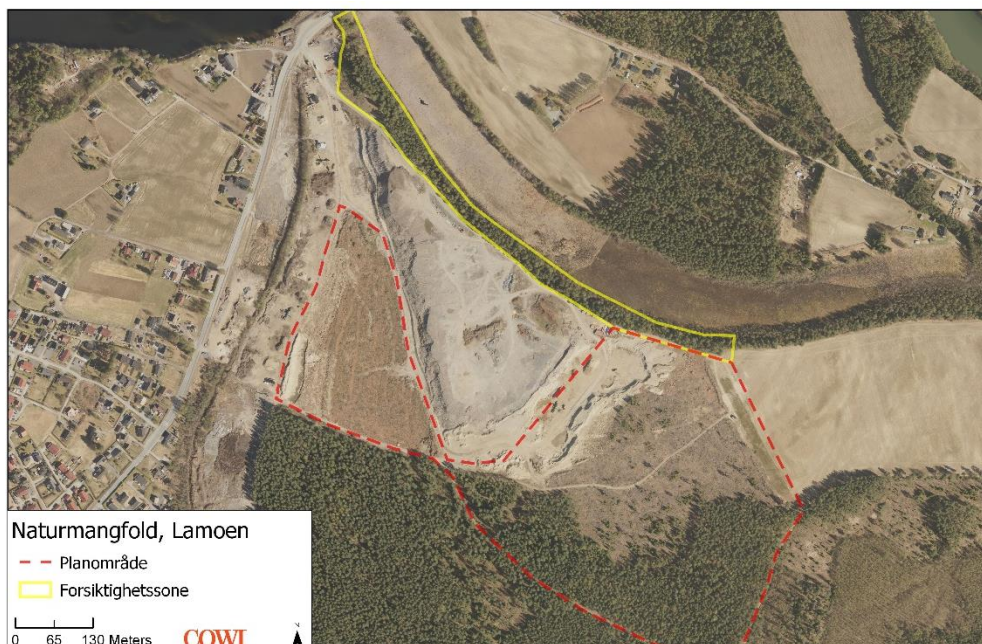 Naturmangfold, Lamoen
Planområde
Forsiktighetssone
0 65 130 Meters
COWI
N